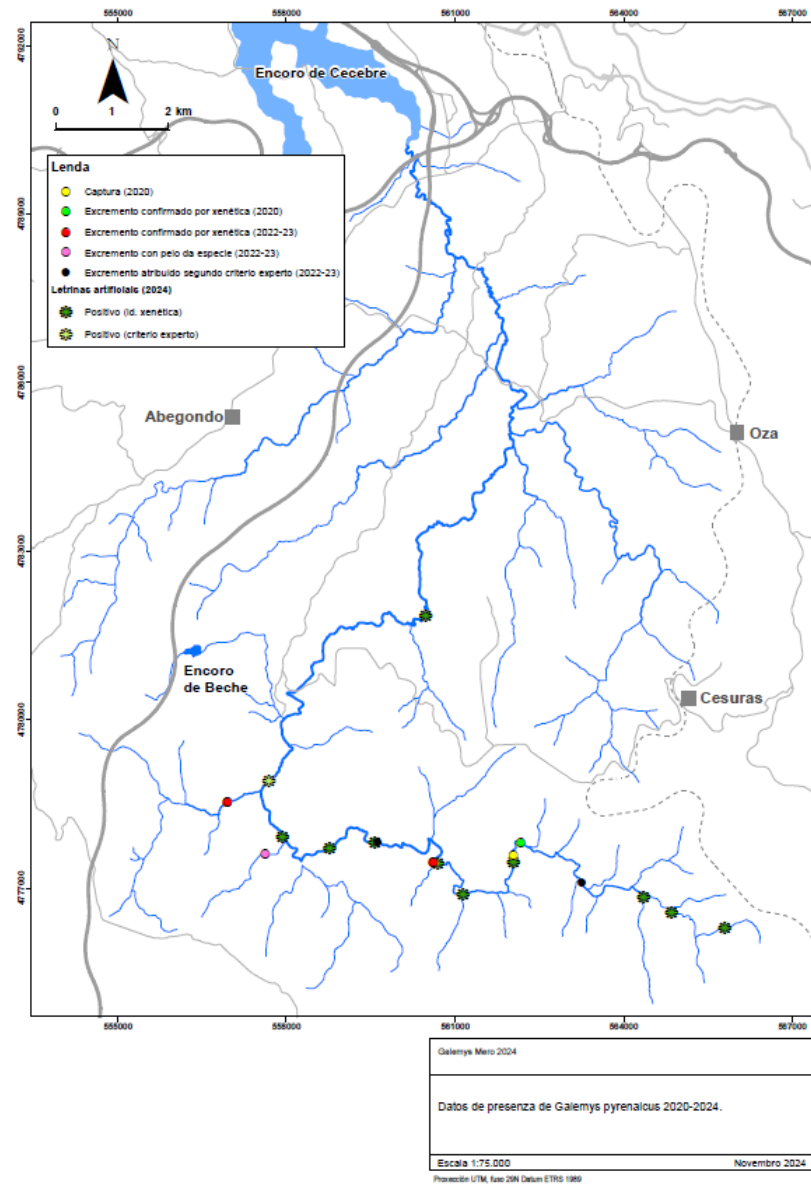 555000 558000 561000 564000 567000
4792000
N
Encoro de Cecebre
0 1 2 km
Lenda
Captura (2020)
Excremento confirmado por xenética (2020)
Excremento confirmado por xenética (2022-23)
Excremento con pelo da especie (2022-23)
Excremento atribuído segundo criterio experto (2022-23)
Letrinas artificiais (2024)
Positivo (id. xenética)
Positivo (criterio experto)
4789000
4786000
Abegondo
Oza
4783000
Encoro
de Beche
Cesuras
4780000
4777000
555000 558000 561000 564000 567000
Galemys Mero 2024
Datos de presenza de Galemys pyrenaicus 2020-2024.
Escala 1:75.000 Novembro 2024
Proxección UTM, fuso 29N Datum ETRS 1989